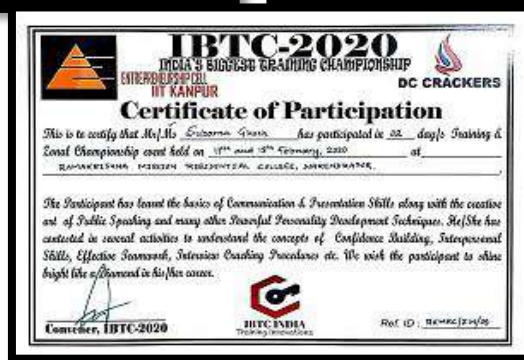 IBTC-2020
INDIA'S BIGGEST TRAINING CHAMPIONSHIP
ENTREPRENEURSHIP CELL
IIT KANPUR
DC CRACKERS
Certificate of Participation
This is to certify that Mr/Ms has participated in 02 day/s Training &
Zonal Championship event held on and 15th February, 2020 at
RAMAKRISHNA MISSION RESIDENTIAL COLLEGE, NARENDRAPUR
The Participant has learnt the basics of Communication & Presentation Skills along with the creative
art of Public Speaking and many other Powerful Personality Development Techniques. He/She has
contested in several activities to understand the concepts of Confidence Building, Interpersonal
Skills, Effective Teamwork, Interview Cracking Procedures etc. We wish the participant to shine
bright like a Diamond in his/her career.
Convener, IBTC-2020
IBTC INDIA
Training Innovations
Ref. ID :